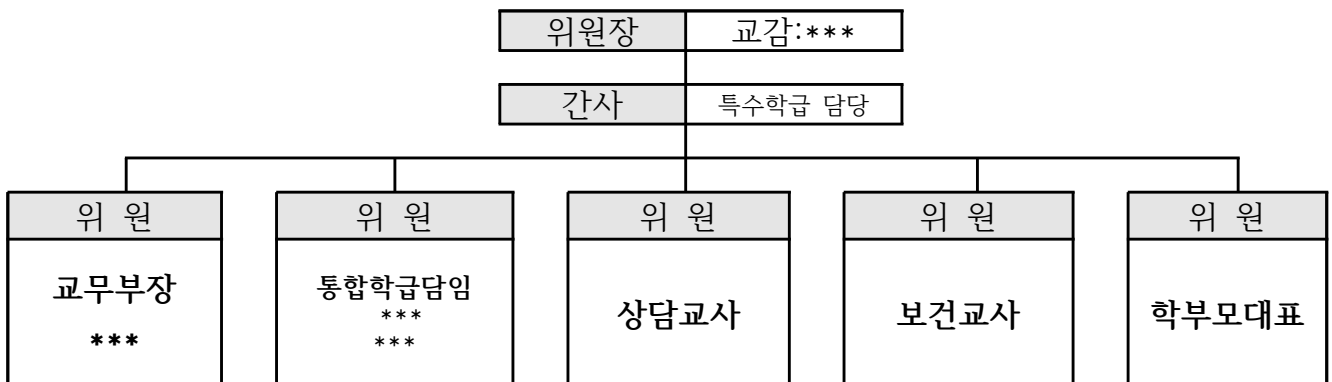 위원장 교감:***
간사 특수학급 담당
위 원 위 원 위 원 위 원 위 원
교무부장
***
통합학급담임
***
***
상담교사
보건교사
학부모대표